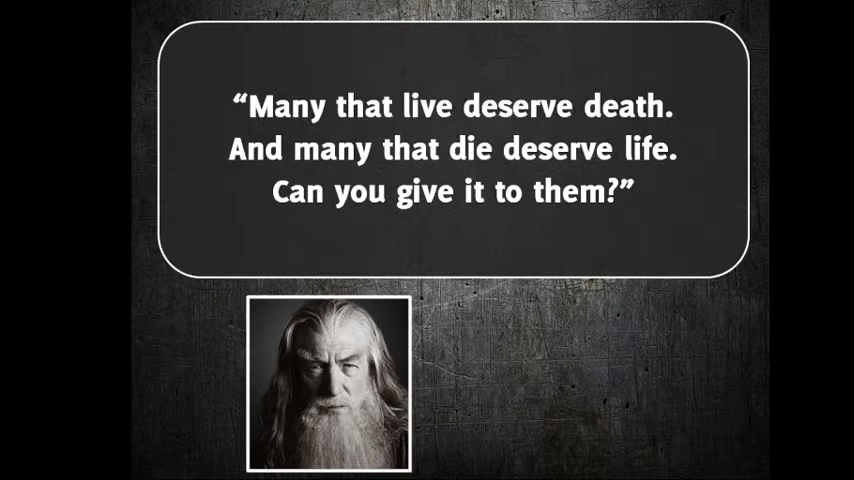 “Many that live deserve death.
And many that die deserve life.
Can you give it to them?”